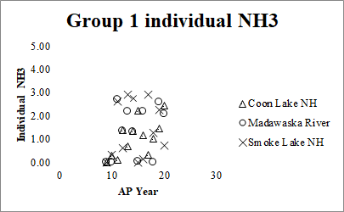 Group 1 individual NH3
5.00
4.00
3.00
2.00
1.00
0.00
Individual NH3
0 10 20 30
AP Year
Coon Lake NH
Madawaska River
Smoke Lake NH